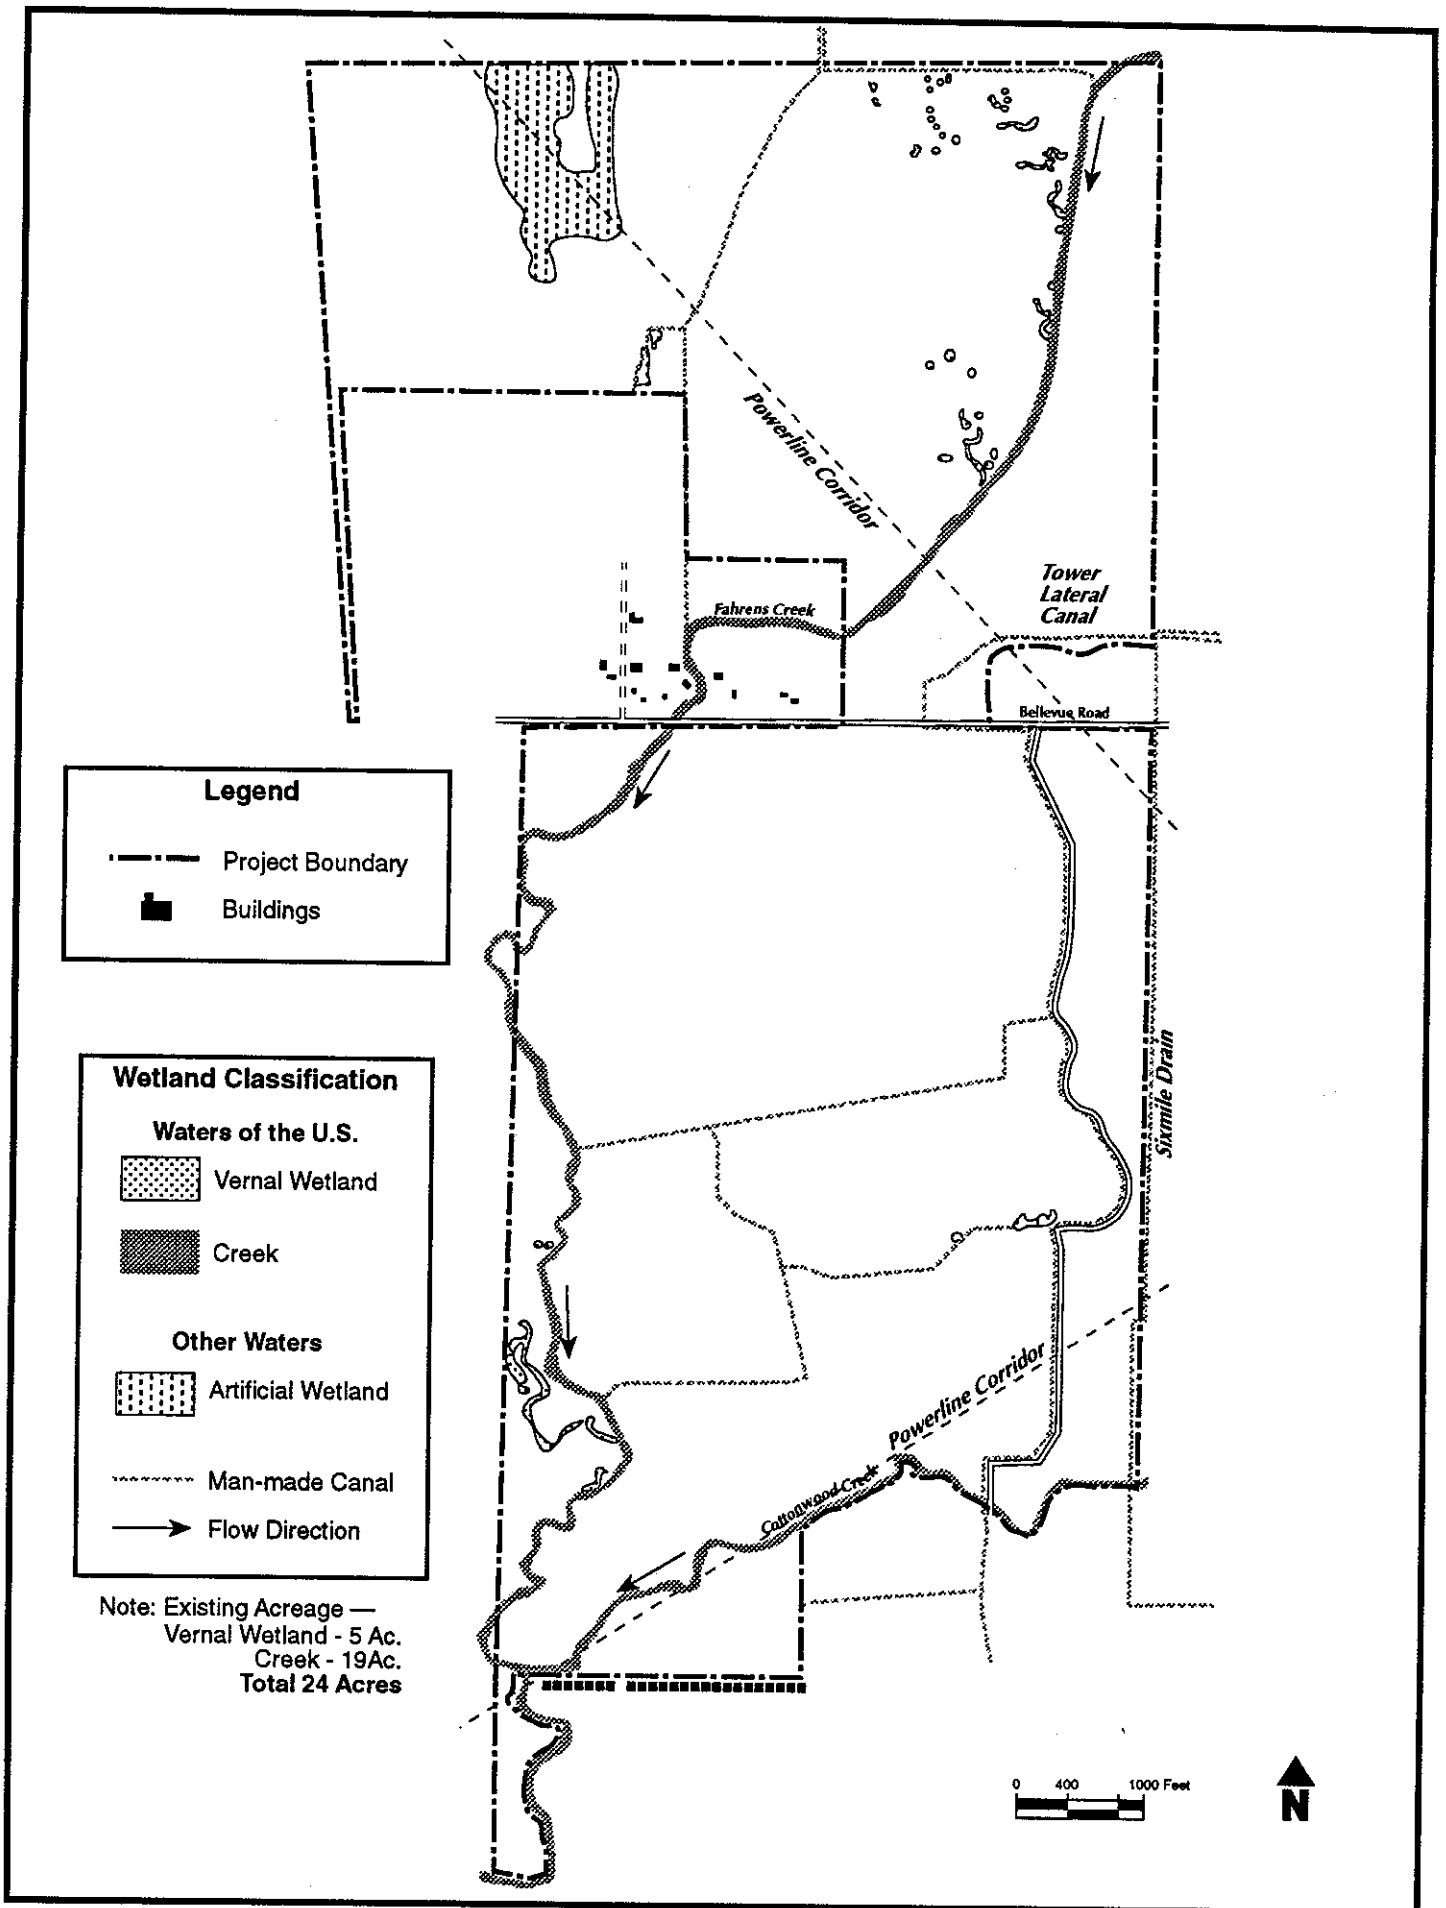 Powerline Corridor
Tower
Lateral
Canal
Fahrens Creek
Bellevue Road
Legend
Project Boundary
Buildings
Sixmile Drain
Wetland Classification
Waters of the U.S.
Vernal Wetland
Creek
Other Waters
Artificial Wetland
Man-made Canal
Flow Direction
Powerline Corridor
Cottonwood Creek
Note: Existing Acreage —
Vernal Wetland - 5 Ac.
Creek - 19Ac.
Total 24 Acres
0 400 1000 Feet
N